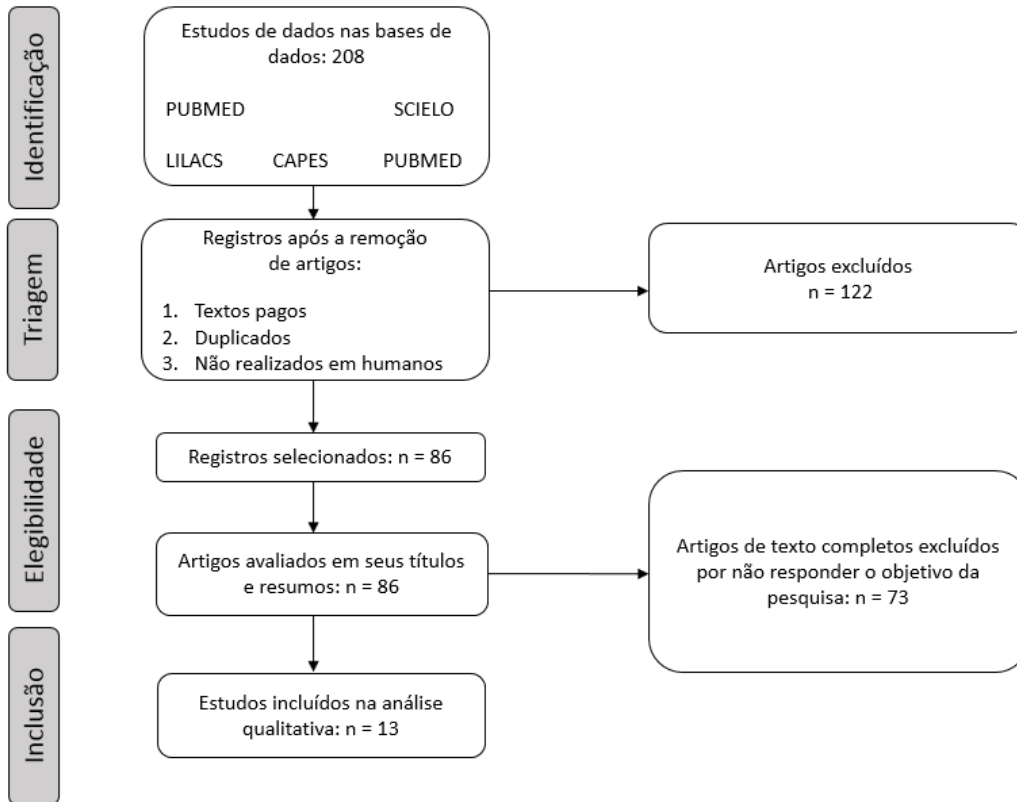 Identificação
Estudos de dados nas bases de
dados: 208
PUBMED SCIELO
LILACS CAPES PUBMED
Triagem
Registros após a remoção
de artigos:
1. Textos pagos
2. Duplicados
3. Não realizados em humanos
Artigos excluídos
n = 122
Elegibilidade
Registros selecionados: n = 86
Artigos avaliados em seus títulos
e resumos: n = 86
Artigos de texto completos excluídos
por não responder o objetivo da
pesquisa: n = 73
Inclusão
Estudos incluídos na análise
qualitativa: n = 13